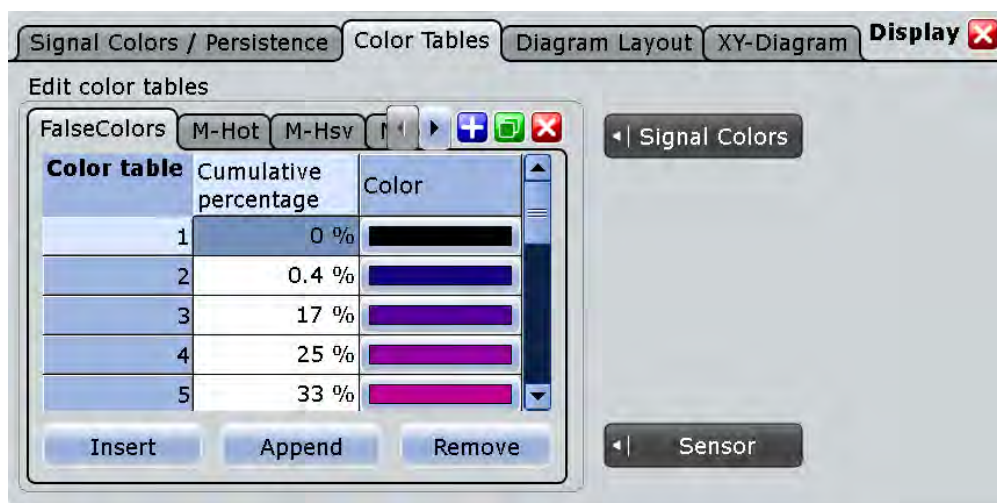 Signal Colors / Persistence Color Tables Diagram Layout XY-Diagram Display
Edit color tables
FalseColors M-Hot M-Hsv
Color table Cumulative percentage Color
1 0 %
2 0.4 %
3 17 %
4 25 %
5 33 %
Insert Append Remove
Signal Colors
Sensor